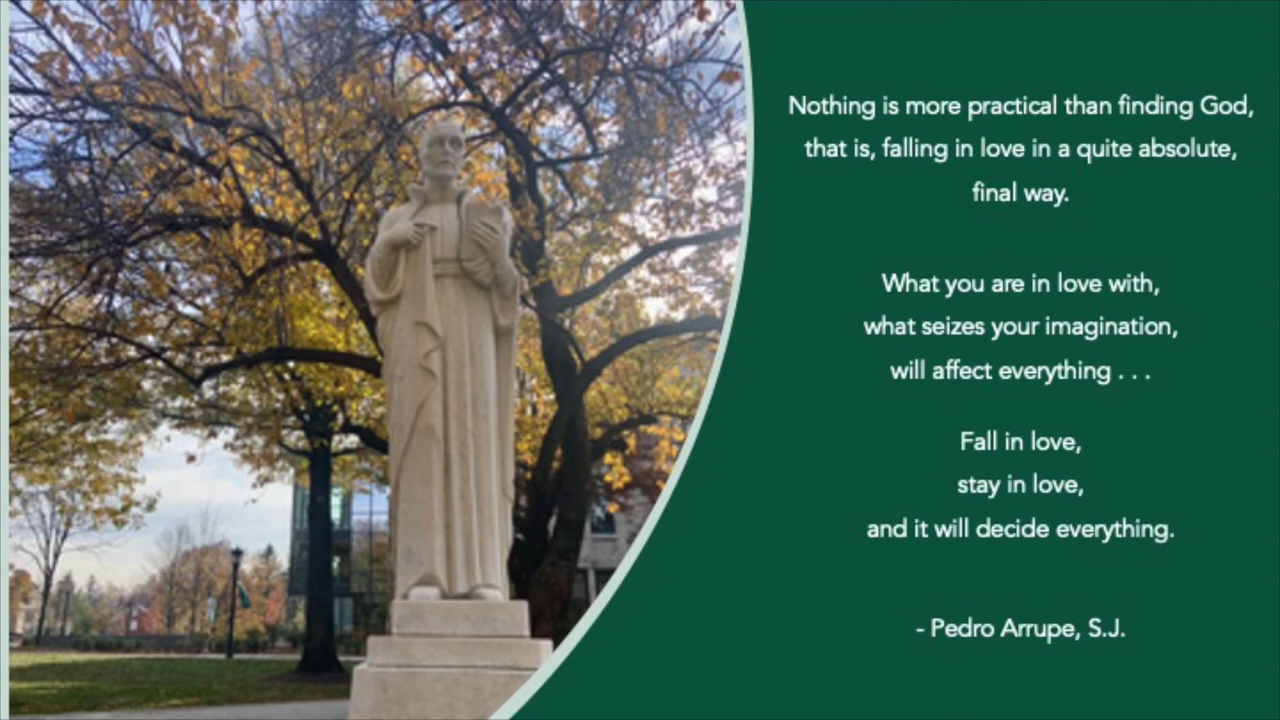 Nothing is more practical than finding God,
that is, falling in love in a quite absolute,
final way.
What you are in love with,
what seizes your imagination,
will affect everything . . .
Fall in love,
stay in love,
and it will decide everything.
- Pedro Arrupe, S.J.